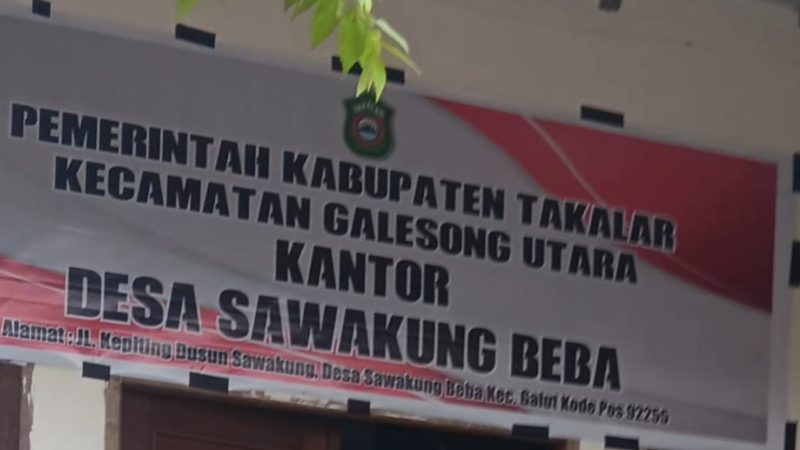 TAKALAR
PEMERINTAH KABUPATEN TAKALAR
KECAMATAN GALESONG UTARA
KANTOR
DESA SAWAKUNG BEBA
Alamat : JL. Kepiting Dusun Sawakung, Desa Sawakung Beba Kec. Galut Kode Pos 92255